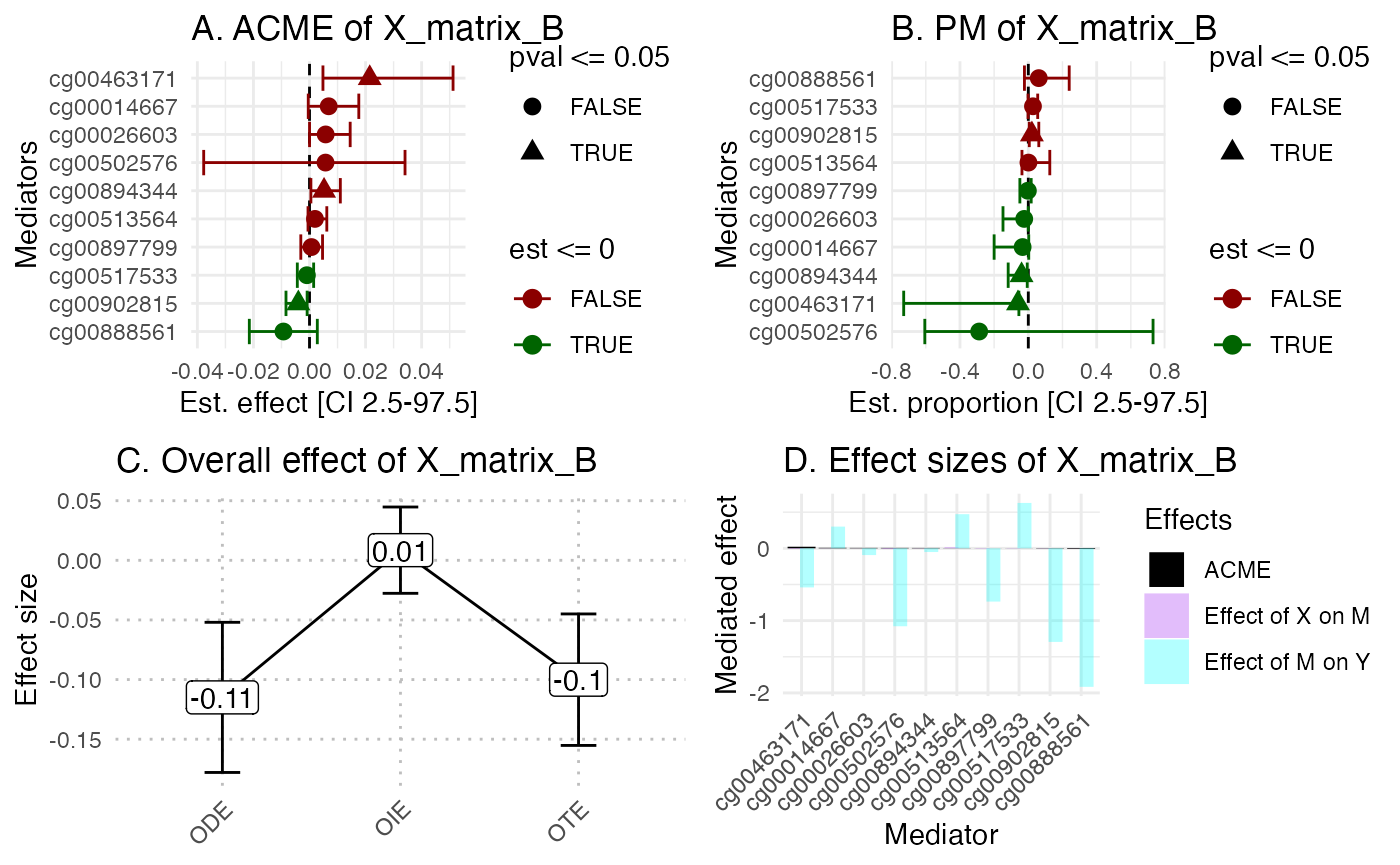 A. ACME of X_matrix_B
pval <= 0.05
FALSE
TRUE
est <= 0
FALSE
TRUE
Mediators
cg00463171
cg00014667
cg00026603
cg00502576
cg00894344
cg00513564
cg00897799
cg00517533
cg00902815
cg00888561
-0.04 -0.02 0.00 0.02 0.04
Est. effect [CI 2.5-97.5]
B. PM of X_matrix_B
pval <= 0.05
FALSE
TRUE
est <= 0
FALSE
TRUE
Mediators
cg00888561
cg00517533
cg00902815
cg00513564
cg00897799
cg00026603
cg00014667
cg00894344
cg00463171
cg00502576
-0.8 -0.4 0.0 0.4 0.8
Est. proportion [CI 2.5-97.5]
C. Overall effect of X_matrix_B
Effect size
0.05
0.00
-0.05
-0.10
-0.15
-0.11
0.01
-0.1
ODE
OIE
OTE
D. Effect sizes of X_matrix_B
Mediated effect
0
-1
-2
cg00463171
cg00014667
cg00026603
cg00502576
cg00894344
cg00513564
cg00897799
cg00517533
cg00902815
cg00888561
Mediator
Effects
ACME
Effect of X on M
Effect of M on Y